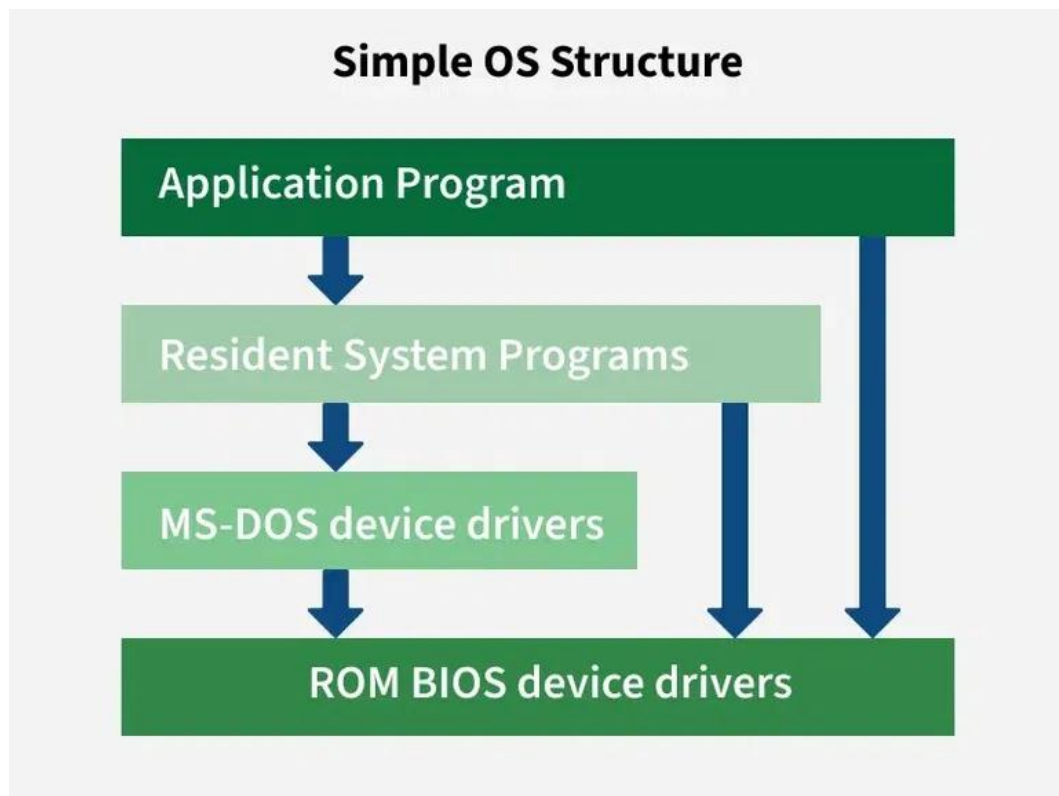 Simple OS Structure
Application Program
Resident System Programs
MS-DOS device drivers
ROM BIOS device drivers